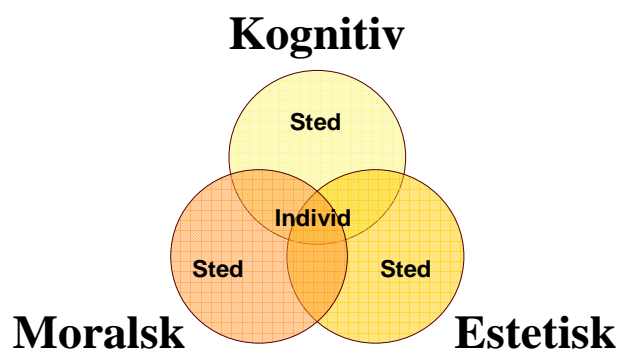 Kognitiv
Sted
Individ
Sted
Sted
Moralsk
Estetisk